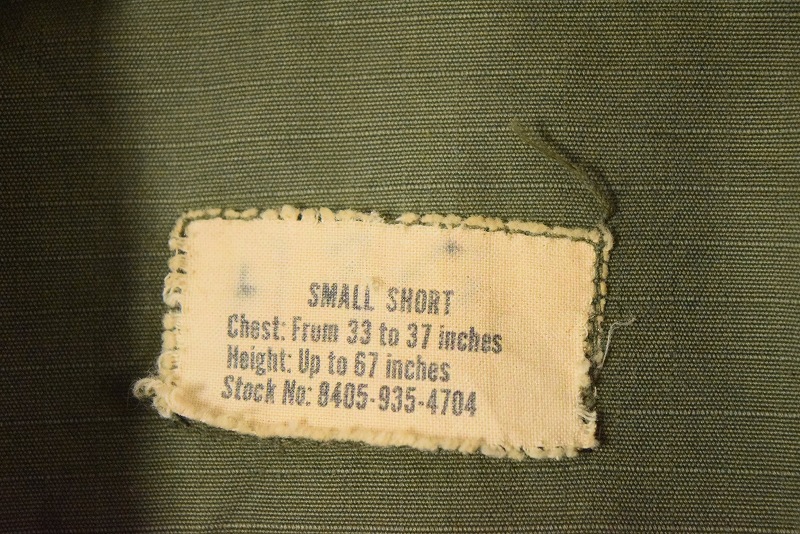 SMALL SHORT
Chest: From 33 to 37 inches
Height: Up to 67 inches
Stock No: 8405-935-4704